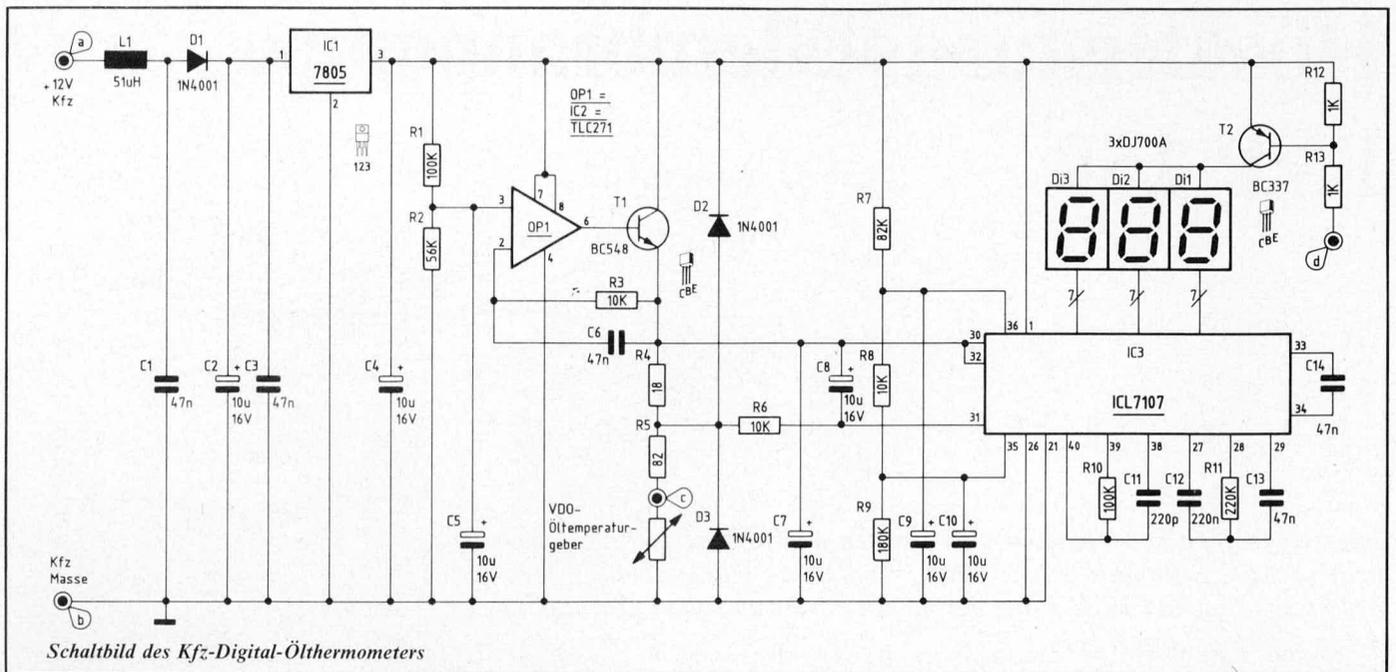 a
L1
51uH
D1
1N4001
+12V
Kfz
1
IC1
7805
3
2
123
OP1 =
IC2 =
TLC271
R1
100K
R2
56K
3
2
7
8
OP1
4
6
T1
BC548
CBE
R3
10K
C6
47n
D2
1N4001
R7
82K
3xDJ700A
Di3
Di2
Di1
T2
BC337
CBE
R12
1K
R13
1K
d
7
7
7
C1
47n
C2
+
10u
16V
C3
47n
C4
+
10u
16V
R4
18
R5
82
R6
10K
C8
+
10u
16V
R8
10K
30
32
36
1
31
IC3
ICL7107
33
34
C14
47n
35
26
21
40
39
38
27
28
29
R10
100K
C11
220p
C12
220n
R11
220K
C13
47n
C5
+
10u
16V
VDO-
Öltemperatur-
geber
c
D3
1N4001
C7
+
10u
16V
R9
180K
C9
+
10u
16V
C10
+
10u
16V
Kfz
Masse
b
Schaltbild des Kfz-Digital-Ölthermometers